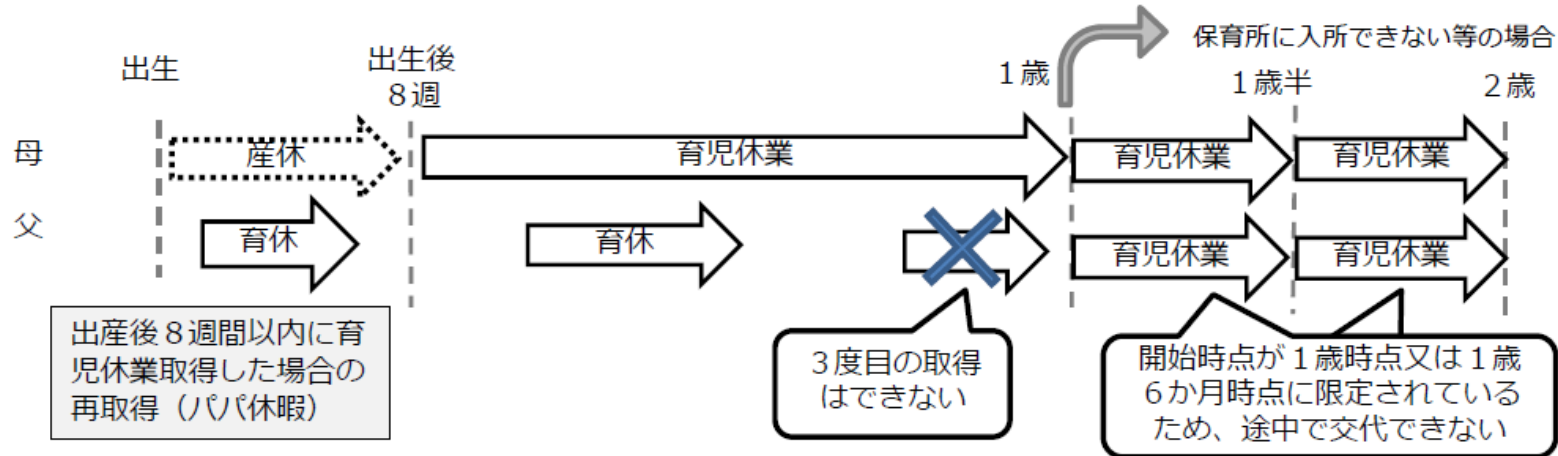 保育所に入所できない等の場合
出生
出生後
８週
１歳
１歳半
２歳
母
産休
育児休業
育児休業
育児休業
父
育休
育休
育児休業
育児休業
出産後８週間以内に育
児休業取得した場合の
再取得（パパ休暇）
３度目の取得
はできない
開始時点が１歳時点又は１歳
６か月時点に限定されている
ため、途中で交代できない